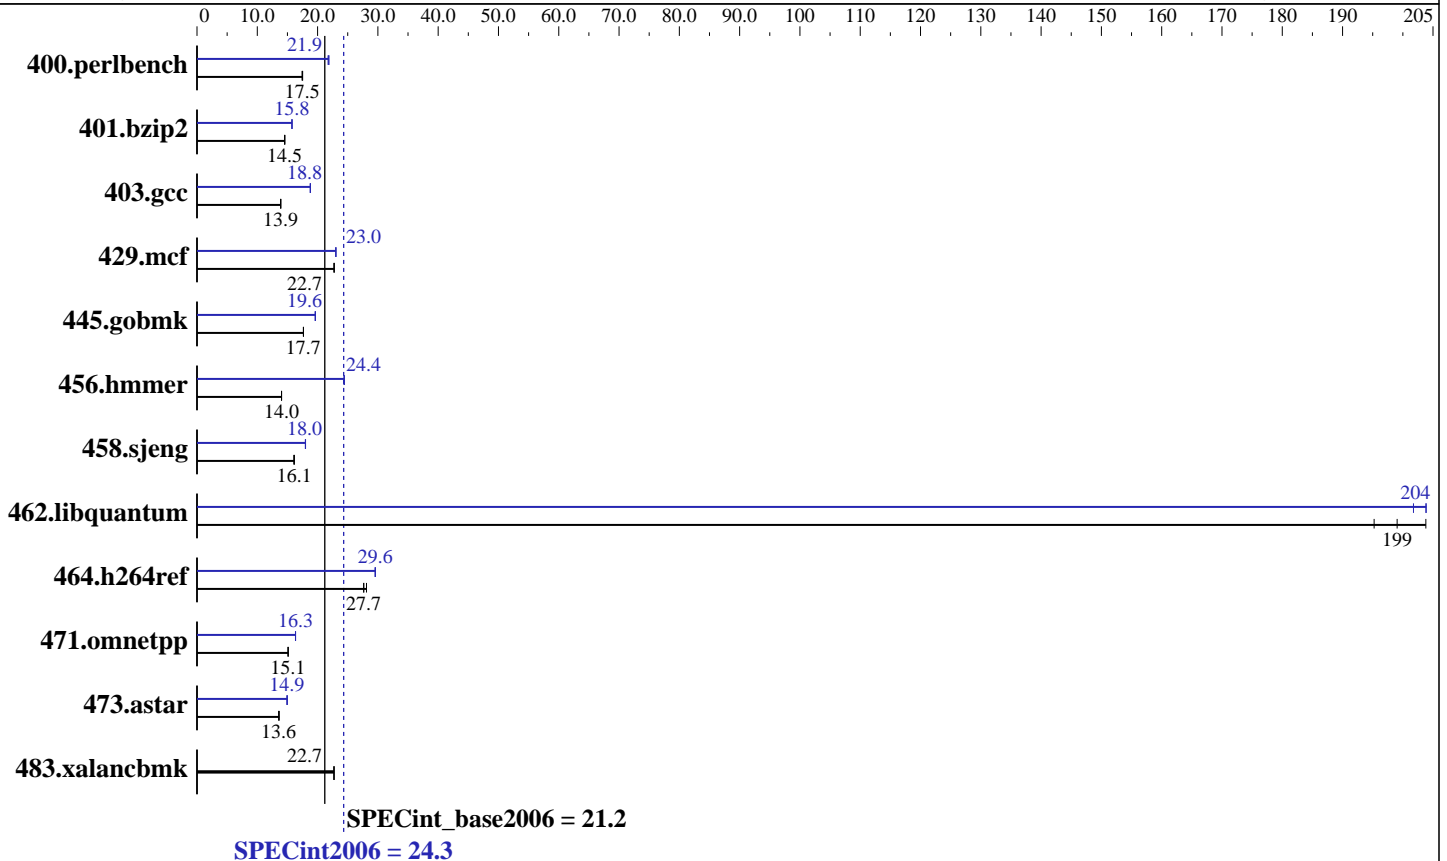 0 10.0 20.0 30.0 40.0 50.0 60.0 70.0 80.0 90.0 100 110 120 130 140 150 160 170 180 190 205
400.perlbench 21.9
17.5
401.bzip2 15.8
14.5
403.gcc 18.8
13.9
429.mcf 23.0
22.7
445.gobmk 19.6
17.7
456.hmmer 24.4
14.0
458.sjeng 18.0
16.1
462.libquantum 204
199
464.h264ref 29.6
27.7
471.omnetpp 16.3
15.1
473.astar 14.9
13.6
483.xalancbmk 22.7
SPECint_base2006 = 21.2
SPECint2006 = 24.3